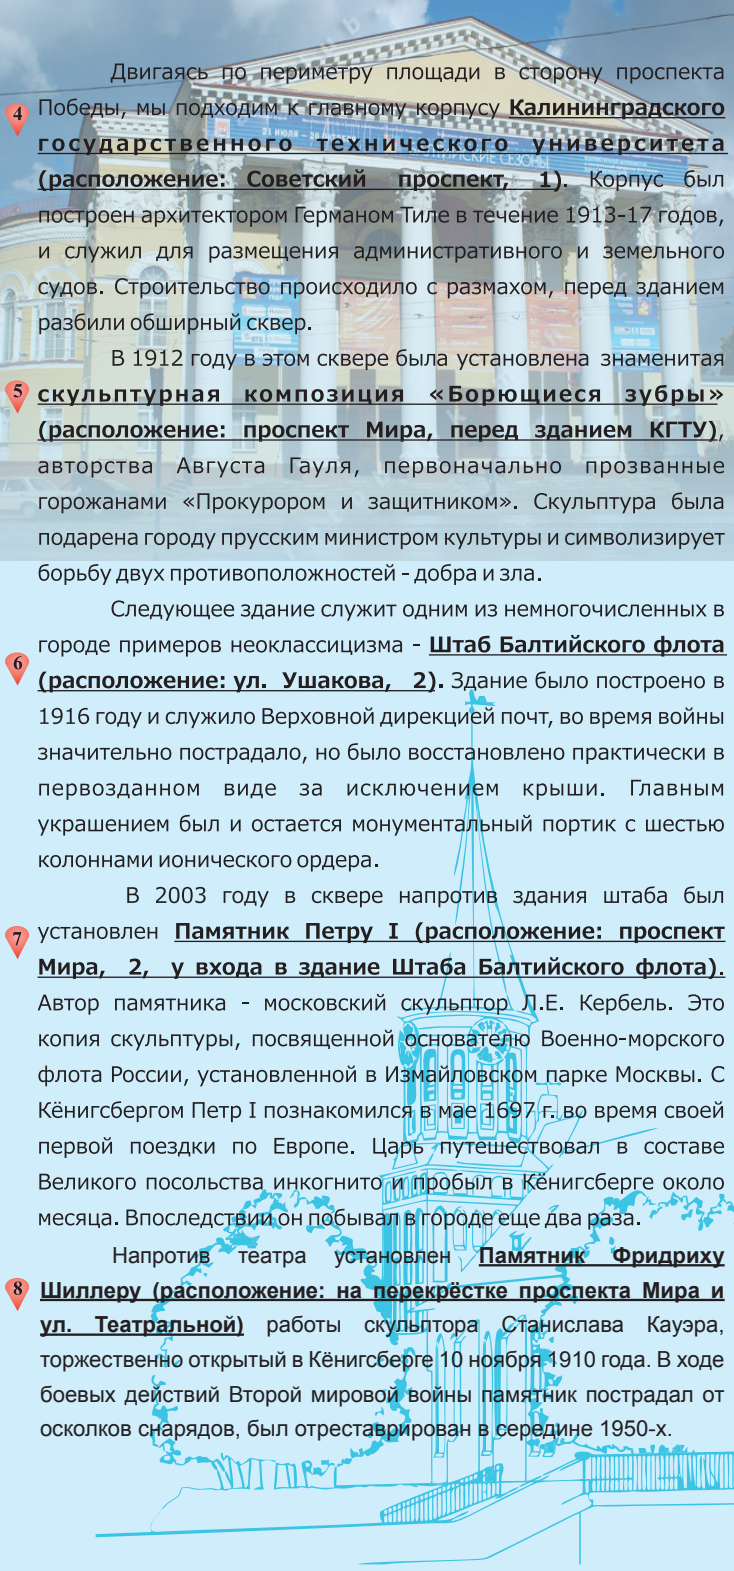 Двигаясь по периметру площади в сторону проспекта
4 Победы, мы подходим к главному корпусу Калининградского
государственного технического университета
(расположение: Советский проспект, 1). Корпус был
построен архитектором Германом Тиле в течение 1913-17 годов,
и служил для размещения административного и земельного
судов. Строительство происходило с размахом, перед зданием
разбили обширный сквер.
В 1912 году в этом сквере была установлена знаменитая
5 скульптурная композиция «Борющиеся зубры»
(расположение: проспект Мира, перед зданием КГТУ),
авторства Августа Гауля, первоначально прозванные
горожанами «Прокурором и защитником». Скульптура была
подарена городу прусским министром культуры и символизирует
борьбу двух противоположностей - добра и зла.
Следующее здание служит одним из немногочисленных в
городе примеров неоклассицизма - Штаб Балтийского флота
6 (расположение: ул. Ушакова, 2). Здание было построено в
1916 году и служило Верховной дирекцией почт, во время войны
значительно пострадало, но было восстановлено практически в
первозданном виде за исключением крыши. Главным
украшением был и остается монументальный портик с шестью
колоннами ионического ордера.
В 2003 году в сквере напротив здания штаба был
7 установлен Памятник Петру I (расположение: проспект
Мира, 2, у входа в здание Штаба Балтийского флота).
Автор памятника - московский скульптор Л.Е. Кербель. Это
копия скульптуры, посвященной основателю Военно-морского
флота России, установленной в Измайловском парке Москвы. С
Кёнигсбергом Петр I познакомился в мае 1697 г. во время своей
первой поездки по Европе. Царь путешествовал в составе
Великого посольства инкогнито и пробыл в Кёнигсберге около
месяца. Впоследствии он побывал в городе еще два раза.
Напротив театра установлен Памятник Фридриху
8 Шиллеру (расположение: на перекрёстке проспекта Мира и
ул. Театральной) работы скульптора Станислава Кауэра,
торжественно открытый в Кёнигсберге 10 ноября 1910 года. В ходе
боевых действий Второй мировой войны памятник пострадал от
осколков снарядов, был отреставрирован в середине 1950-х.